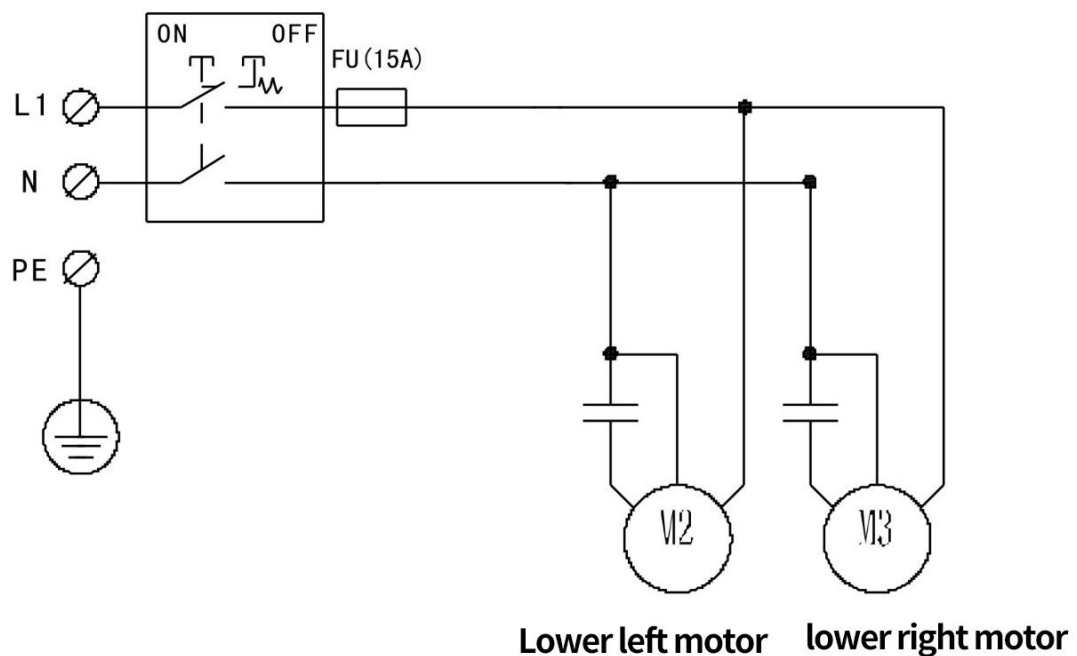 ON OFF
FU(15A)
L1
N
PE
M2 M3
Lower left motor lower right motor